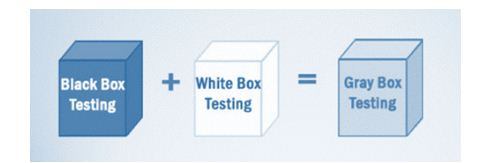 Black Box
Testing
+
White Box
Testing
=
Gray Box
Testing